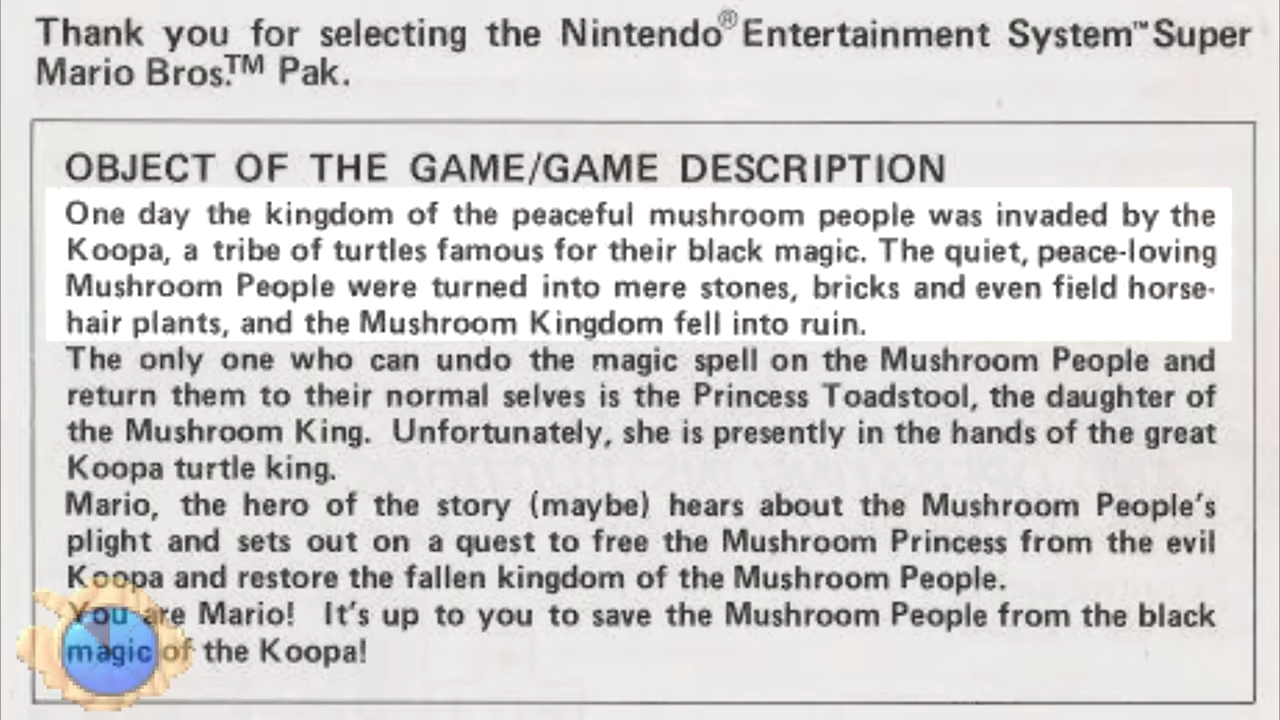 Thank you for selecting the Nintendo® Entertainment System™ Super
Mario Bros.™ Pak.
OBJECT OF THE GAME/GAME DESCRIPTION
One day the kingdom of the peaceful mushroom people was invaded by the
Koopa, a tribe of turtles famous for their black magic. The quiet, peace-loving
Mushroom People were turned into mere stones, bricks and even field horse-
hair plants, and the Mushroom Kingdom fell into ruin.
The only one who can undo the magic spell on the Mushroom People and
return them to their normal selves is the Princess Toadstool, the daughter of
the Mushroom King. Unfortunately, she is presently in the hands of the great
Koopa turtle king.
Mario, the hero of the story (maybe) hears about the Mushroom People's
plight and sets out on a quest to free the Mushroom Princess from the evil
Koopa and restore the fallen kingdom of the Mushroom People.
You are Mario! It's up to you to save the Mushroom People from the black
magic of the Koopa!